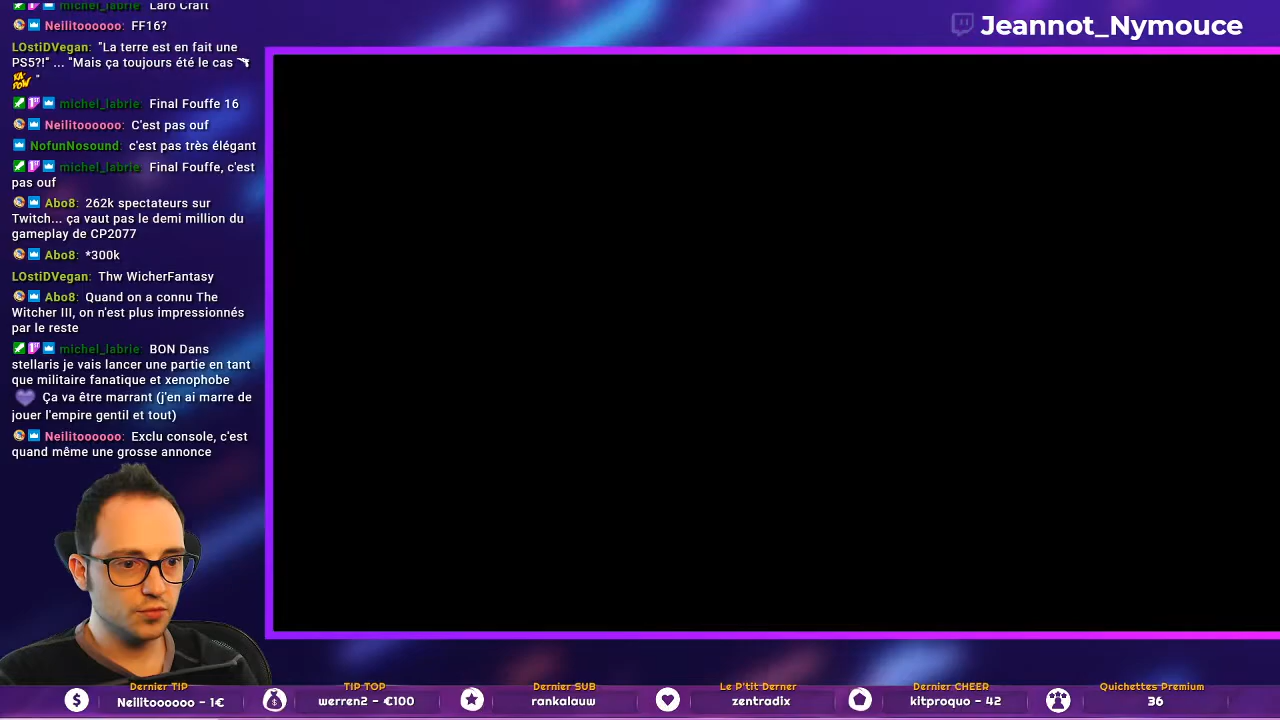 Laro Craft
Jeannot_Nymouce
Neilitoooooo: FF16?
LOstiDVegan: "La terre est en fait une
PS5?!" ... "Mais ça toujours été le cas
"
michel_labrie: Final Fouffe 16
Neilitoooooo: C'est pas ouf
NofunNosound: c'est pas très élégant
michel_labrie: Final Fouffe, c'est
pas ouf
Abo8: 262k spectateurs sur
Twitch... ça vaut pas le demi million du
gameplay de CP2077
Abo8: *300k
LOstiDVegan: Thw WicherFantasy
Abo8: Quand on a connu The
Witcher III, on n'est plus impressionnés
par le reste
michel_labrie: BON Dans
stellaris je vais lancer une partie en tant
que militaire fanatique et xenophobe
Ça va être marrant (j'en ai marre de
jouer l'empire gentil et tout)
Neilitoooooo: Exclu console, c'est
quand même une grosse annonce
Dernier TIP
Neilitoooooo - 1€
TIP TOP
werren2 - €100
Dernier SUB
rankalauw
Le P'tit Derner
zentradix
Dernier CHEER
kitproquo - 42
Quichettes Premium
36